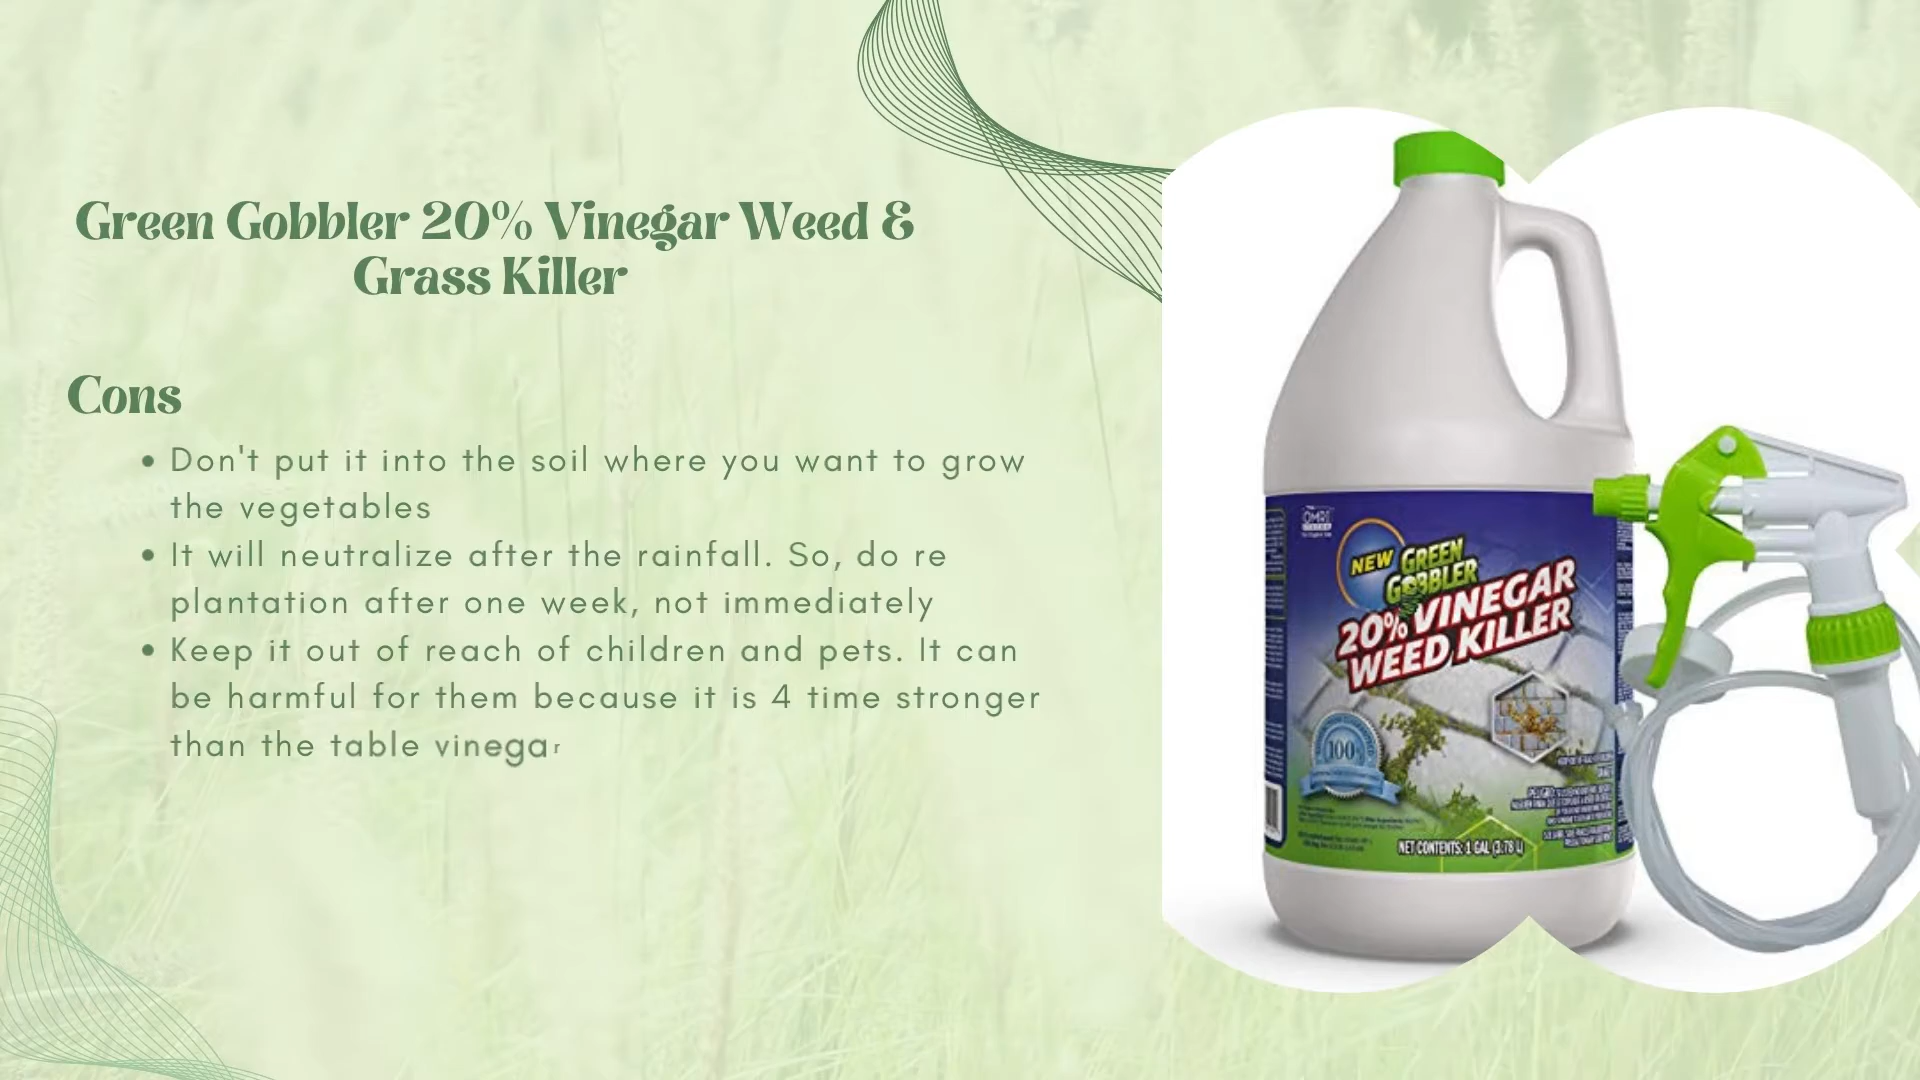 Green Gobbler 20% Vinegar Weed &
Grass Killer
Cons
Don't put it into the soil where you want to grow
the vegetables
It will neutralize after the rainfall. So, do re
plantation after one week, not immediately
Keep it out of reach of children and pets. It can
be harmful for them because it is 4 time stronger
than the table vinegar
OMRI
NEW GREEN
GOBBLER
20% VINEGAR
WEED KILLER
100%
NET CONTENTS: 1 GAL (3.78 L)